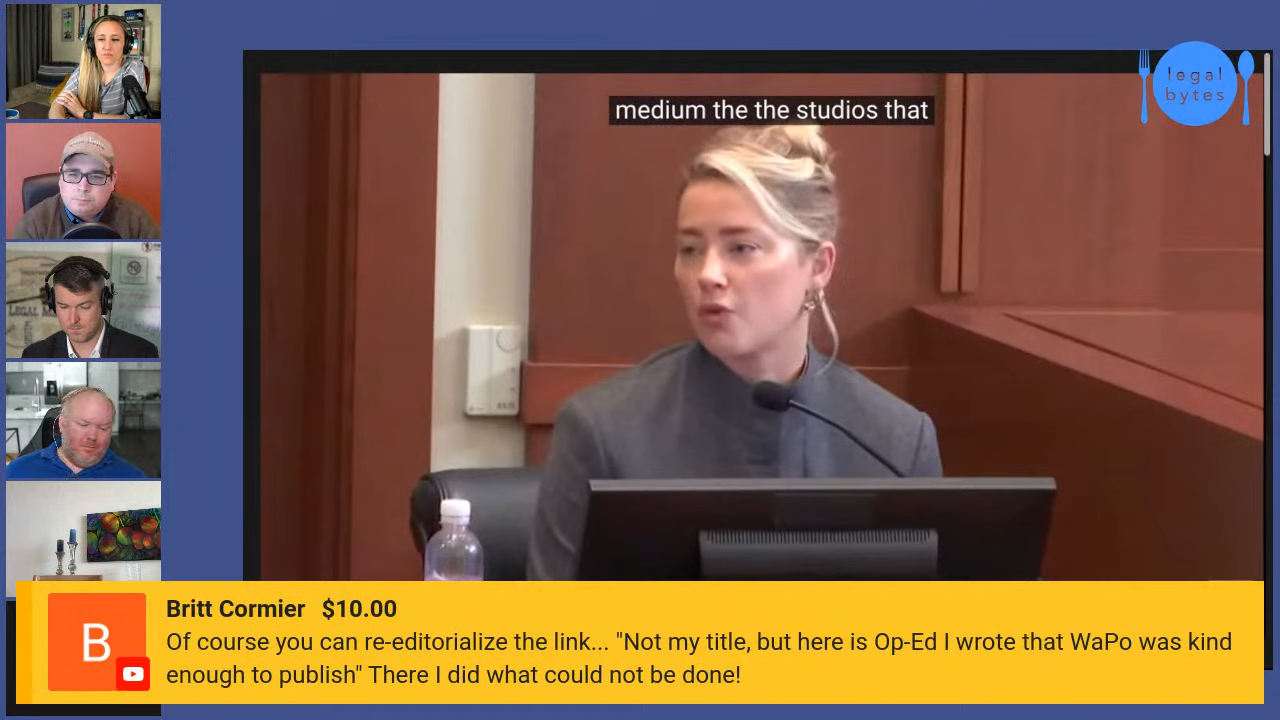 medium the the studios that
legal
bytes
B
Britt Cormier $10.00
Of course you can re-editorialize the link... "Not my title, but here is Op-Ed I wrote that WaPo was kind
enough to publish" There I did what could not be done!